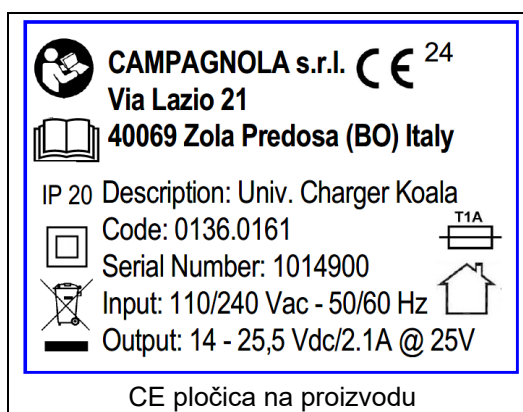 CAMPAGNOLA s.r.l. CE 24
Via Lazio 21
40069 Zola Predosa (BO) Italy
IP 20 Description: Univ. Charger Koala
Code: 0136.0161
T1A
Serial Number: 1014900
Input: 110/240 Vac - 50/60 Hz
Output: 14 - 25,5 Vdc/2.1A @ 25V
CE pločica na proizvodu